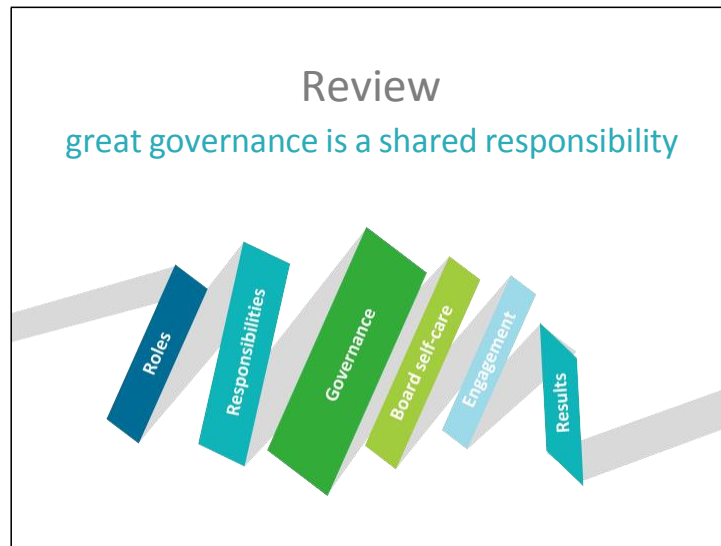 Review
great governance is a shared responsibility
Roles
Responsibilities
Governance
Board self-care
Engagement
Results